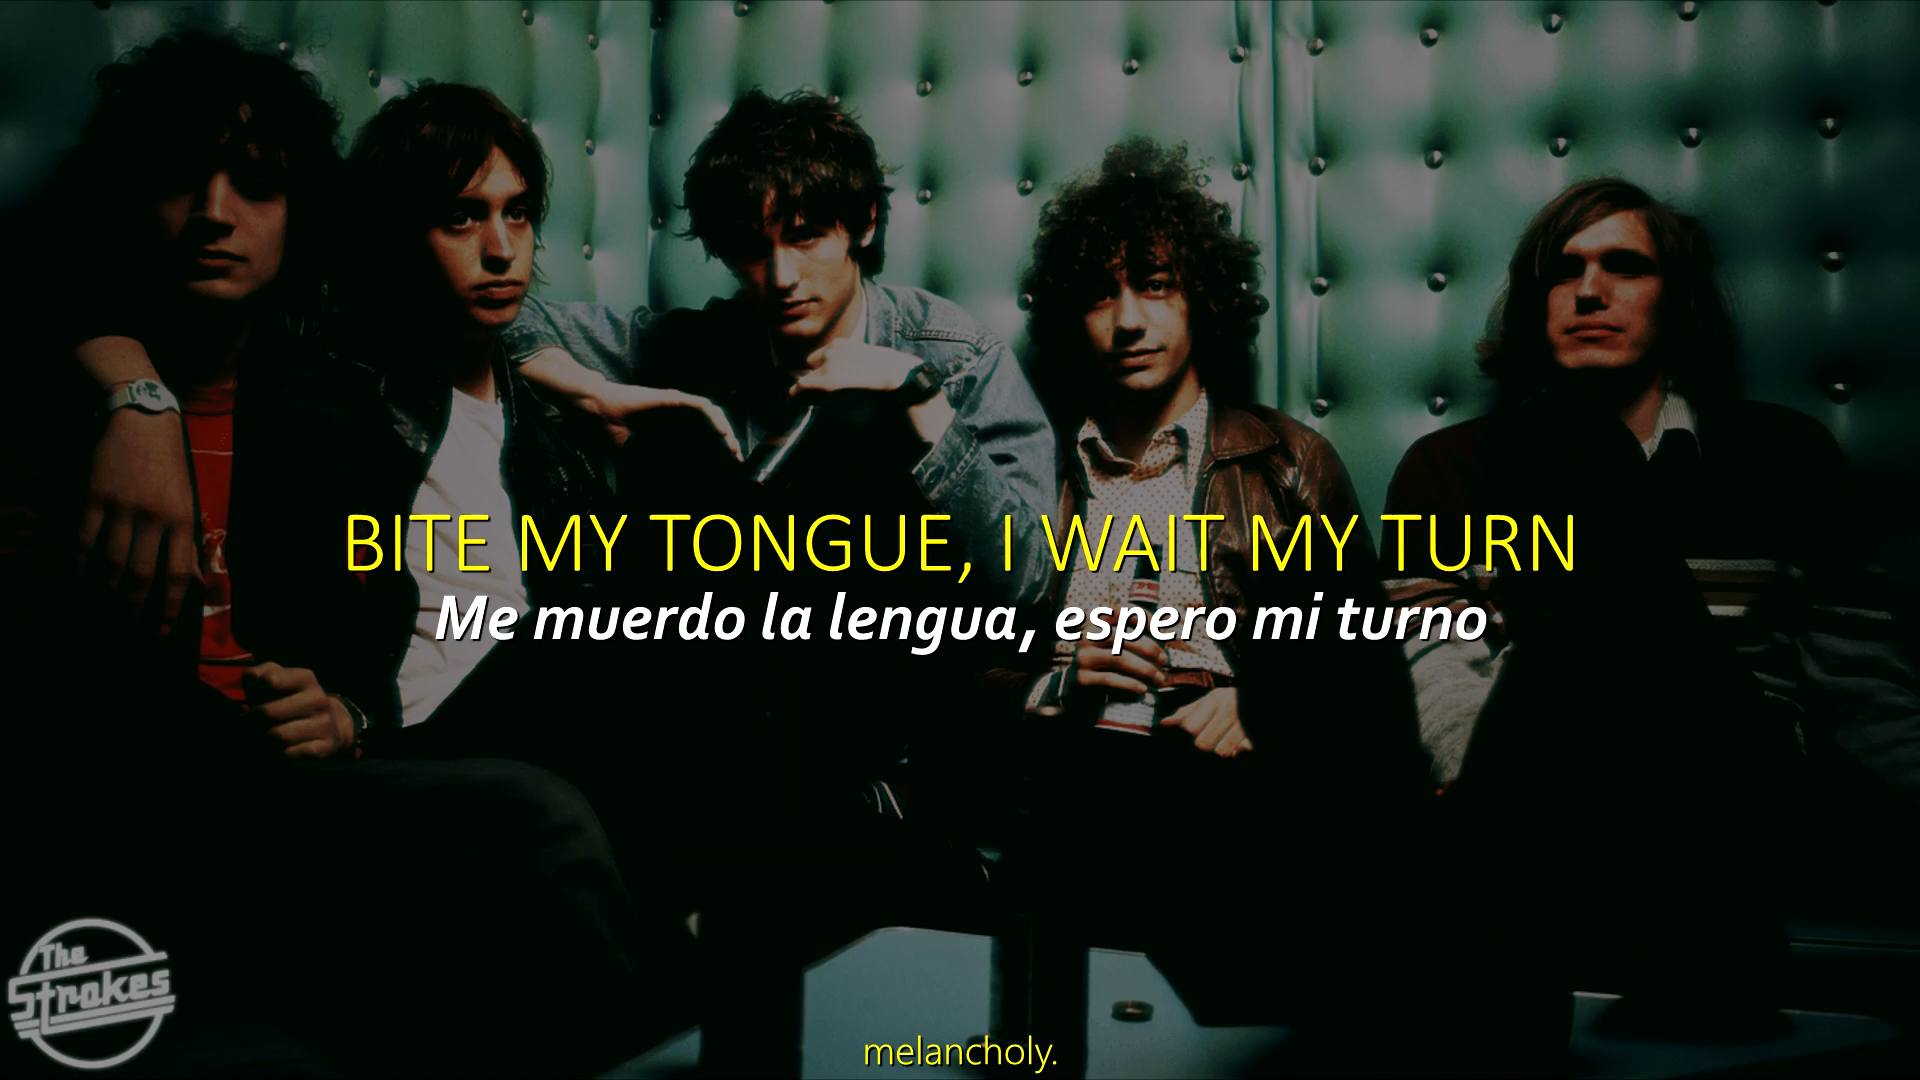 BITE MY TONGUE, I WAIT MY TURN
Me muerdo la lengua, espero mi turno
The
Strokes
melancholy.